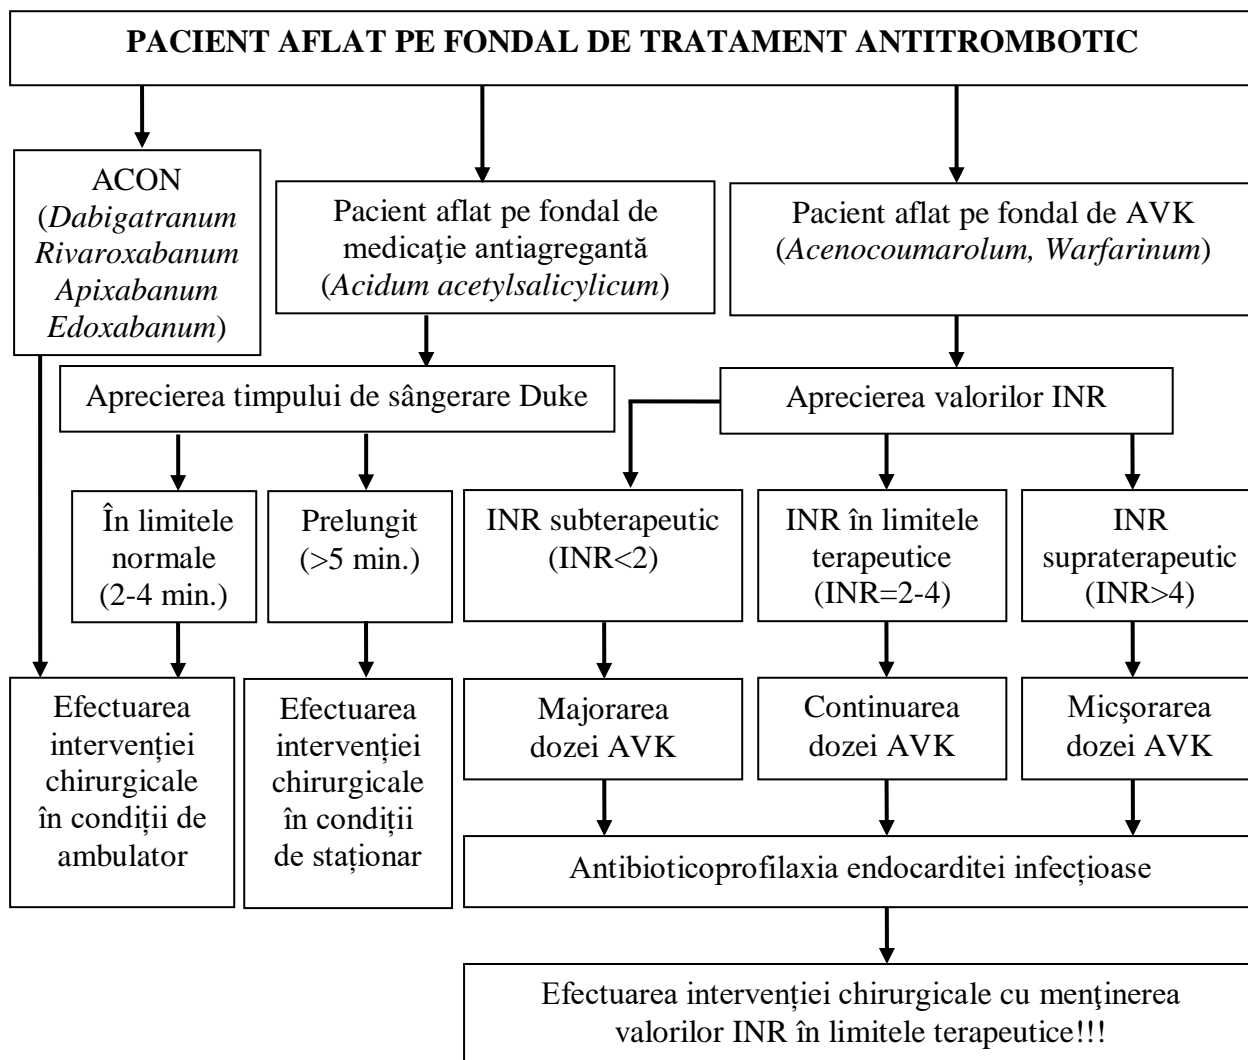 PACIENT AFLAT PE FONDAL DE TRATAMENT ANTITROMBOTIC
ACON
(Dabigatranum
Rivaroxabanum
Apixabanum
Edoxabanum)
Pacient aflat pe fondal de
medicaţie antiagregantă
(Acidum acetylsalicylicum)
Pacient aflat pe fondal de AVK
(Acenocoumarolum, Warfarinum)
Aprecierea timpului de sângerare Duke
Aprecierea valorilor INR
În limitele
normale
(2-4 min.)
Prelungit
(>5 min.)
INR subterapeutic
(INR<2)
INR în limitele
terapeutice
(INR=2-4)
INR
supraterapeutic
(INR>4)
Efectuarea
intervenției
chirurgicale
în condiții de
ambulator
Efectuarea
intervenției
chirurgicale
în condiții
de staționar
Majorarea
dozei AVK
Continuarea
dozei AVK
Micşorarea
dozei AVK
Antibioticoprofilaxia endocarditei infecțioase
Efectuarea intervenției chirurgicale cu menţinerea
valorilor INR în limitele terapeutice!!!